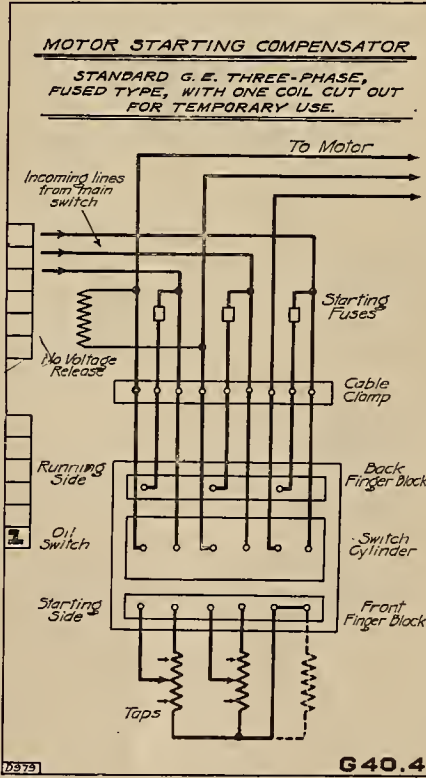 MOTOR STARTING COMPENSATOR
STANDARD G.E. THREE-PHASE,
FUSED TYPE, WITH ONE COIL CUT OUT
FOR TEMPORARY USE.
To Motor
Incoming lines
from main
switch
Starting
Fuses
No Voltage
Release
Cable
Clamp
Running
Side
Back
Finger Block
Oil
Switch
Switch
Cylinder
Starting
Side
Front
Finger Block
Taps
D979
G40.4